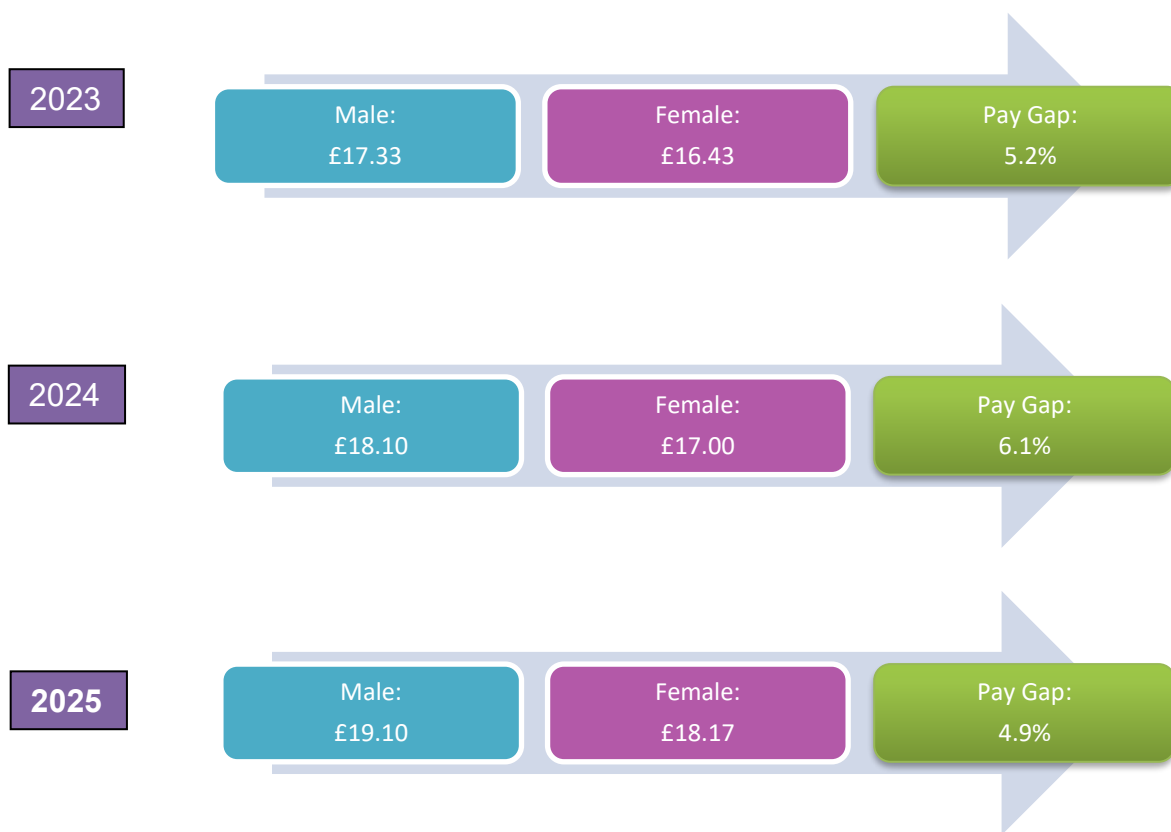 2023
Male:
£17.33
Female:
£16.43
Pay Gap:
5.2%
2024
Male:
£18.10
Female:
£17.00
Pay Gap:
6.1%
2025
Male:
£19.10
Female:
£18.17
Pay Gap:
4.9%